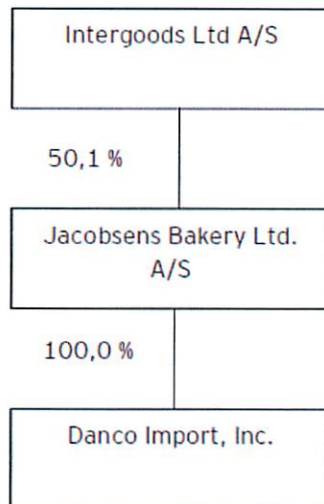 Intergoods Ltd A/S
50,1 %
Jacobsens Bakery Ltd.
A/S
100,0 %
Danco Import, Inc.